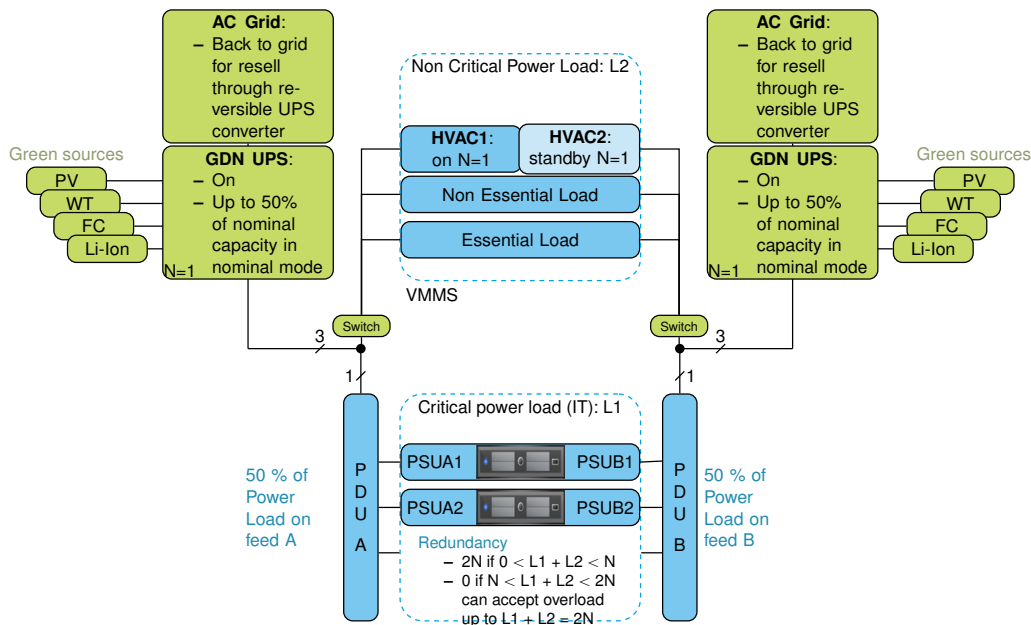 AC Grid:
– Back to grid
for resell
through re-
versible UPS
converter
Green sources
GDN UPS:
– On
– Up to 50%
of nominal
capacity in
nominal mode
N=1
PV
WT
FC
Li-Ion
Non Critical Power Load: L2
HVAC1:
on N=1
HVAC2:
standby N=1
Non Essential Load
Essential Load
VMMS
AC Grid:
– Back to grid
for resell
through re-
versible UPS
converter
Green sources
GDN UPS:
– On
– Up to 50%
of nominal
capacity in
nominal mode
N=1
PV
WT
FC
Li-Ion
Switch
3
1
Switch
3
1
50 % of
Power
Load on
feed A
PDU A
Critical power load (IT): L1
PSUA1
PSUB1
PSUA2
PSUB2
Redundancy
– 2N if 0 < L1 + L2 < N
– 0 if N < L1 + L2 < 2N
can accept overload
up to L1 + L2 = 2N
PDU B
50 % of
Power
Load on
feed B